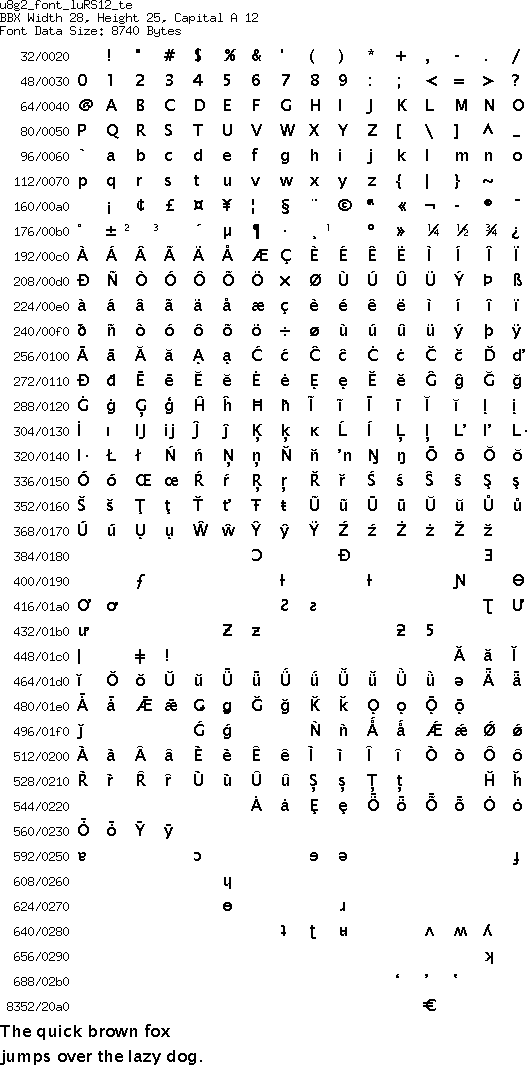 u8g2_font_luRS12_te
BBX Width 28, Height 25, Capital A 12
Font Data Size: 8740 Bytes
32/0020 ! " # $ % & ' ( ) * + , - . /
48/0030 0 1 2 3 4 5 6 7 8 9 : ; < = > ?
64/0040 @ A B C D E F G H I J K L M N O
80/0050 P Q R S T U V W X Y Z [ \ ] ^ _
96/0060 ` a b c d e f g h i j k l m n o
112/0070 p q r s t u v w x y z { | } ~
160/00a0 ¡ ¢ £ ¤ ¥ ¦ § ¨ © ª « ¬ - ® ¯
176/00b0 ° ± ² ³ ´ µ ¶ · ¸ ¹ º » ¼ ½ ¾ ¿
192/00c0 À Á Â Ã Ä Å Æ Ç È É Ê Ë Ì Í Î Ï
208/00d0 Ð Ñ Ò Ó Ô Õ Ö × Ø Ù Ú Û Ü Ý Þ ß
224/00e0 à á â ã ä å æ ç è é ê ë ì í î ï
240/00f0 ð ñ ò ó ô õ ö ÷ ø ù ú û ü ý þ ÿ
256/0100 Ā ā Ă ă Ą ą Ć ć Ĉ ĉ Ċ ċ Č č Ď ď
272/0110 Đ đ Ē ē Ĕ ĕ Ė ė Ę ę Ě ě Ĝ ĝ Ğ ğ
288/0120 Ġ ġ Ģ ģ Ĥ ĥ Ħ ħ Ĩ ĩ Ī ī Ĭ ĭ Į į
304/0130 İ ı Ĳ ĳ Ĵ ĵ Ķ ķ ĸ Ĺ ĺ Ļ ļ Ľ ľ Ŀ
320/0140 ŀ Ł ł Ń ń Ņ ņ Ň ň ŉ Ŋ ŋ Ō ō Ŏ ŏ
336/0150 Ő ő Œ œ Ŕ ŕ Ŗ ŗ Ř ř Ś ś Ŝ ŝ Ş ş
352/0160 Š š Ţ ţ Ť ť Ŧ ŧ Ũ ũ Ū ū Ŭ ŭ Ů ů
368/0170 Ű ű Ų ų Ŵ ŵ Ŷ ŷ Ÿ Ź ź Ż ż Ž ž
384/0180 Ɔ Ɖ Ǝ
400/0190 ƒ ƚ Ɲ Ɵ
416/01a0 Ơ ơ Ƨ ƨ Ʈ Ư
432/01b0 ư Ƶ ƶ ƻ Ƽ
448/01c0 ǀ ǂ ǃ Ǎ ǎ Ǐ
464/01d0 ǐ Ǒ ǒ Ǔ ǔ Ǖ ǖ Ǘ ǘ Ǚ ǚ Ǜ ǜ ǝ Ǟ ǟ
480/01e0 Ǡ ǡ Ǣ ǣ Ǥ ǥ Ǧ ǧ Ǩ ǩ Ǫ ǫ Ǭ ǭ
496/01f0 ǰ Ǵ ǵ Ǹ ǹ Ǻ ǻ Ǽ ǽ Ǿ ǿ
512/0200 Ȁ ȁ Ȃ ȃ Ȅ ȅ Ȇ ȇ Ȉ ȉ Ȋ ȋ Ȍ ȍ Ȏ ȏ
528/0210 Ȑ ȑ Ȓ ȓ Ȕ ȕ Ȗ ȗ Ș ș Ț ț Ȟ ȟ
544/0220 Ȧ ȧ Ȩ ȩ Ȫ ȫ Ȭ ȭ Ȯ ȯ
560/0230 Ȱ ȱ Ȳ ȳ
592/0250 ɐ ɔ ɘ ə ɟ
608/0260 ɥ
624/0270 ɵ ɹ
640/0280 ʇ ʈ ʉ ʌ ʍ ʎ
656/0290 ʞ
688/02b0 ʻ ʼ ʽ
8352/20a0 €
The quick brown fox
jumps over the lazy dog.